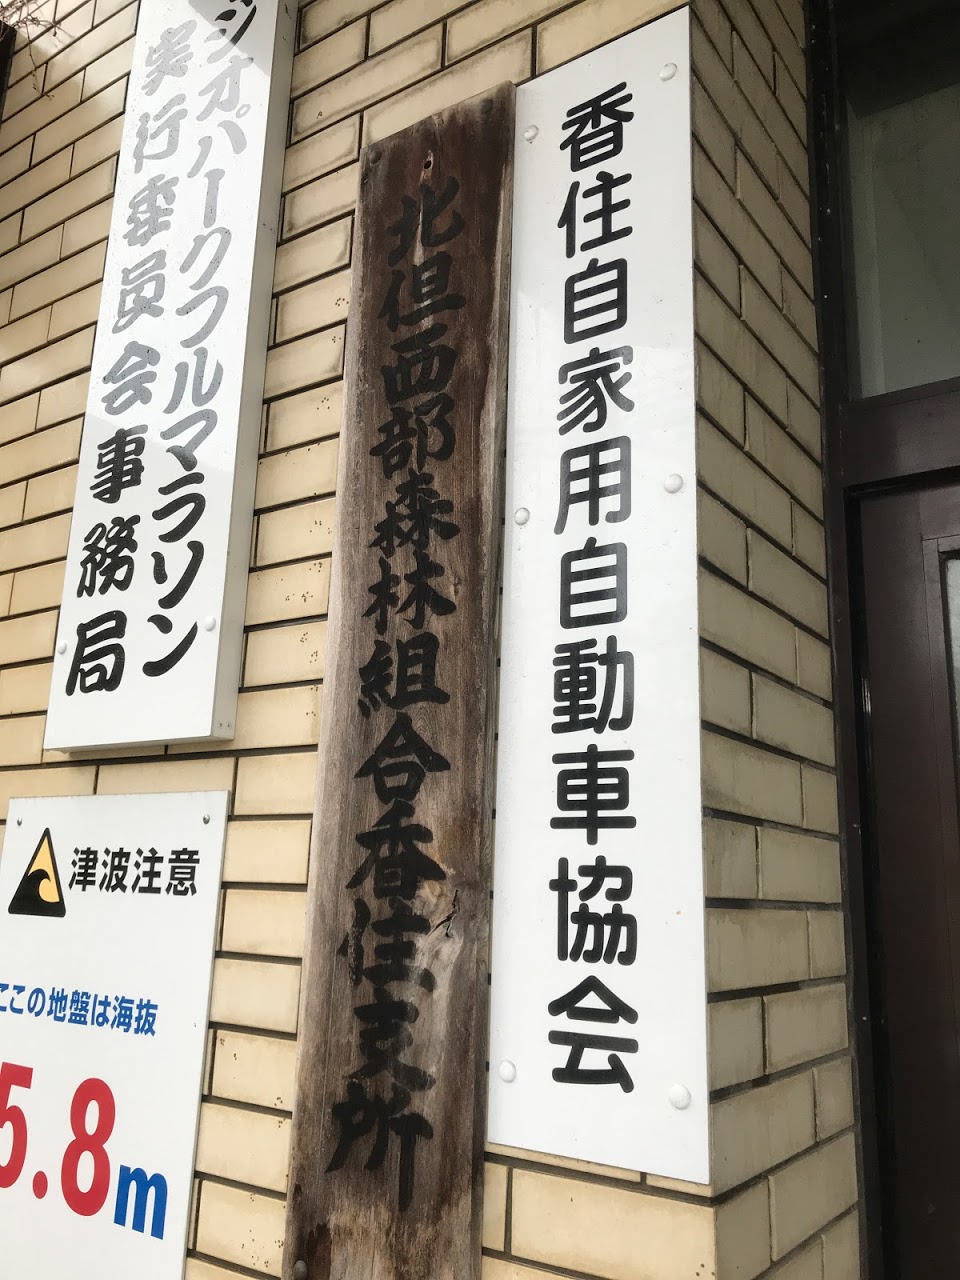 香住自家用自動車協会
北但西部森林組合香住支所
ジオパークフルマラソン
実行委員会事務局
津波注意
ここの地盤は海抜
5.8m